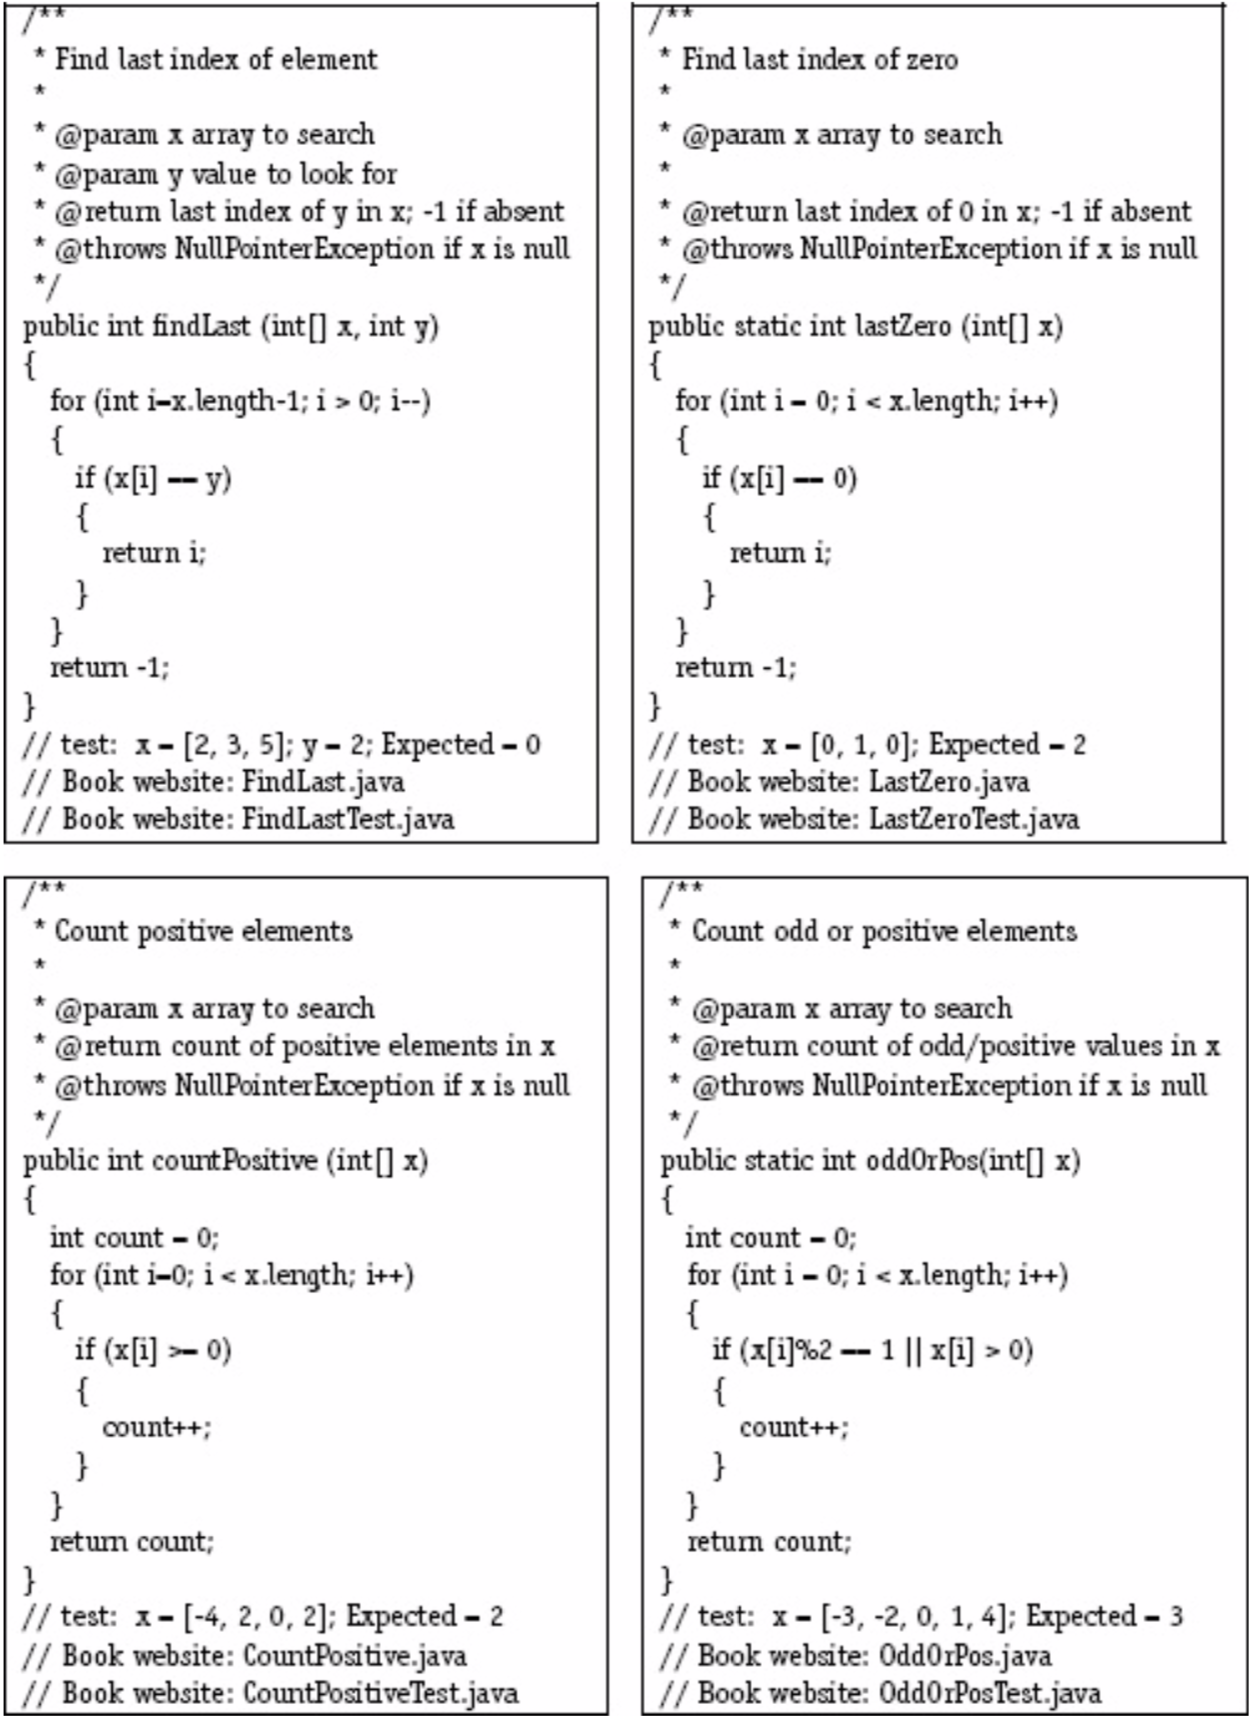 /**
 * Find last index of element
 *
 * @param x array to search
 * @param y value to look for
 * @return last index of y in x; -1 if absent
 * @throws NullPointerException if x is null
 */
public int findLast (int[] x, int y)
{
   for (int i=x.length-1; i > 0; i--)
   {
      if (x[i] == y)
      {
         return i;
      }
   }
   return -1;
}
// test:  x = [2, 3, 5]; y = 2; Expected = 0
// Book website: FindLast.java
// Book website: FindLastTest.java
/**
 * Find last index of zero
 *
 * @param x array to search
 *
 * @return last index of 0 in x; -1 if absent
 * @throws NullPointerException if x is null
 */
public static int lastZero (int[] x)
{
   for (int i = 0; i < x.length; i++)
   {
      if (x[i] == 0)
      {
         return i;
      }
   }
   return -1;
}
// test:  x = [0, 1, 0]; Expected = 2
// Book website: LastZero.java
// Book website: LastZeroTest.java
/**
 * Count positive elements
 *
 * @param x array to search
 * @return count of positive elements in x
 * @throws NullPointerException if x is null
 */
public int countPositive (int[] x)
{
   int count = 0;
   for (int i=0; i < x.length; i++)
   {
      if (x[i] >= 0)
      {
         count++;
      }
   }
   return count;
}
// test:  x = [-4, 2, 0, 2]; Expected = 2
// Book website: CountPositive.java
// Book website: CountPositiveTest.java
/**
 * Count odd or positive elements
 *
 * @param x array to search
 * @return count of odd/positive values in x
 * @throws NullPointerException if x is null
 */
public static int oddOrPos(int[] x)
{
   int count = 0;
   for (int i = 0; i < x.length; i++)
   {
      if (x[i]%2 == 1 || x[i] > 0)
      {
         count++;
      }
   }
   return count;
}
// test:  x = [-3, -2, 0, 1, 4]; Expected = 3
// Book website: OddOrPos.java
// Book website: OddOrPosTest.java